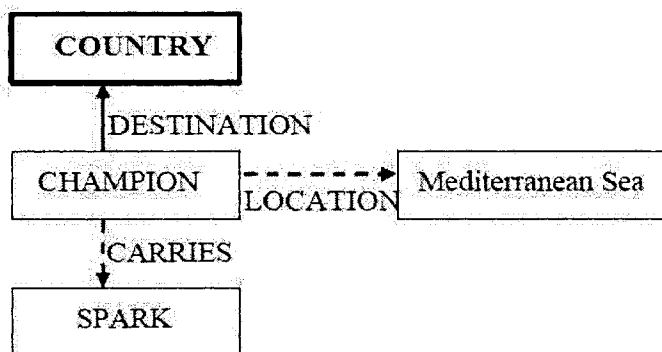 COUNTRY
DESTINATION
CHAMPION
LOCATION
Mediterranean Sea
CARRIES
SPARK